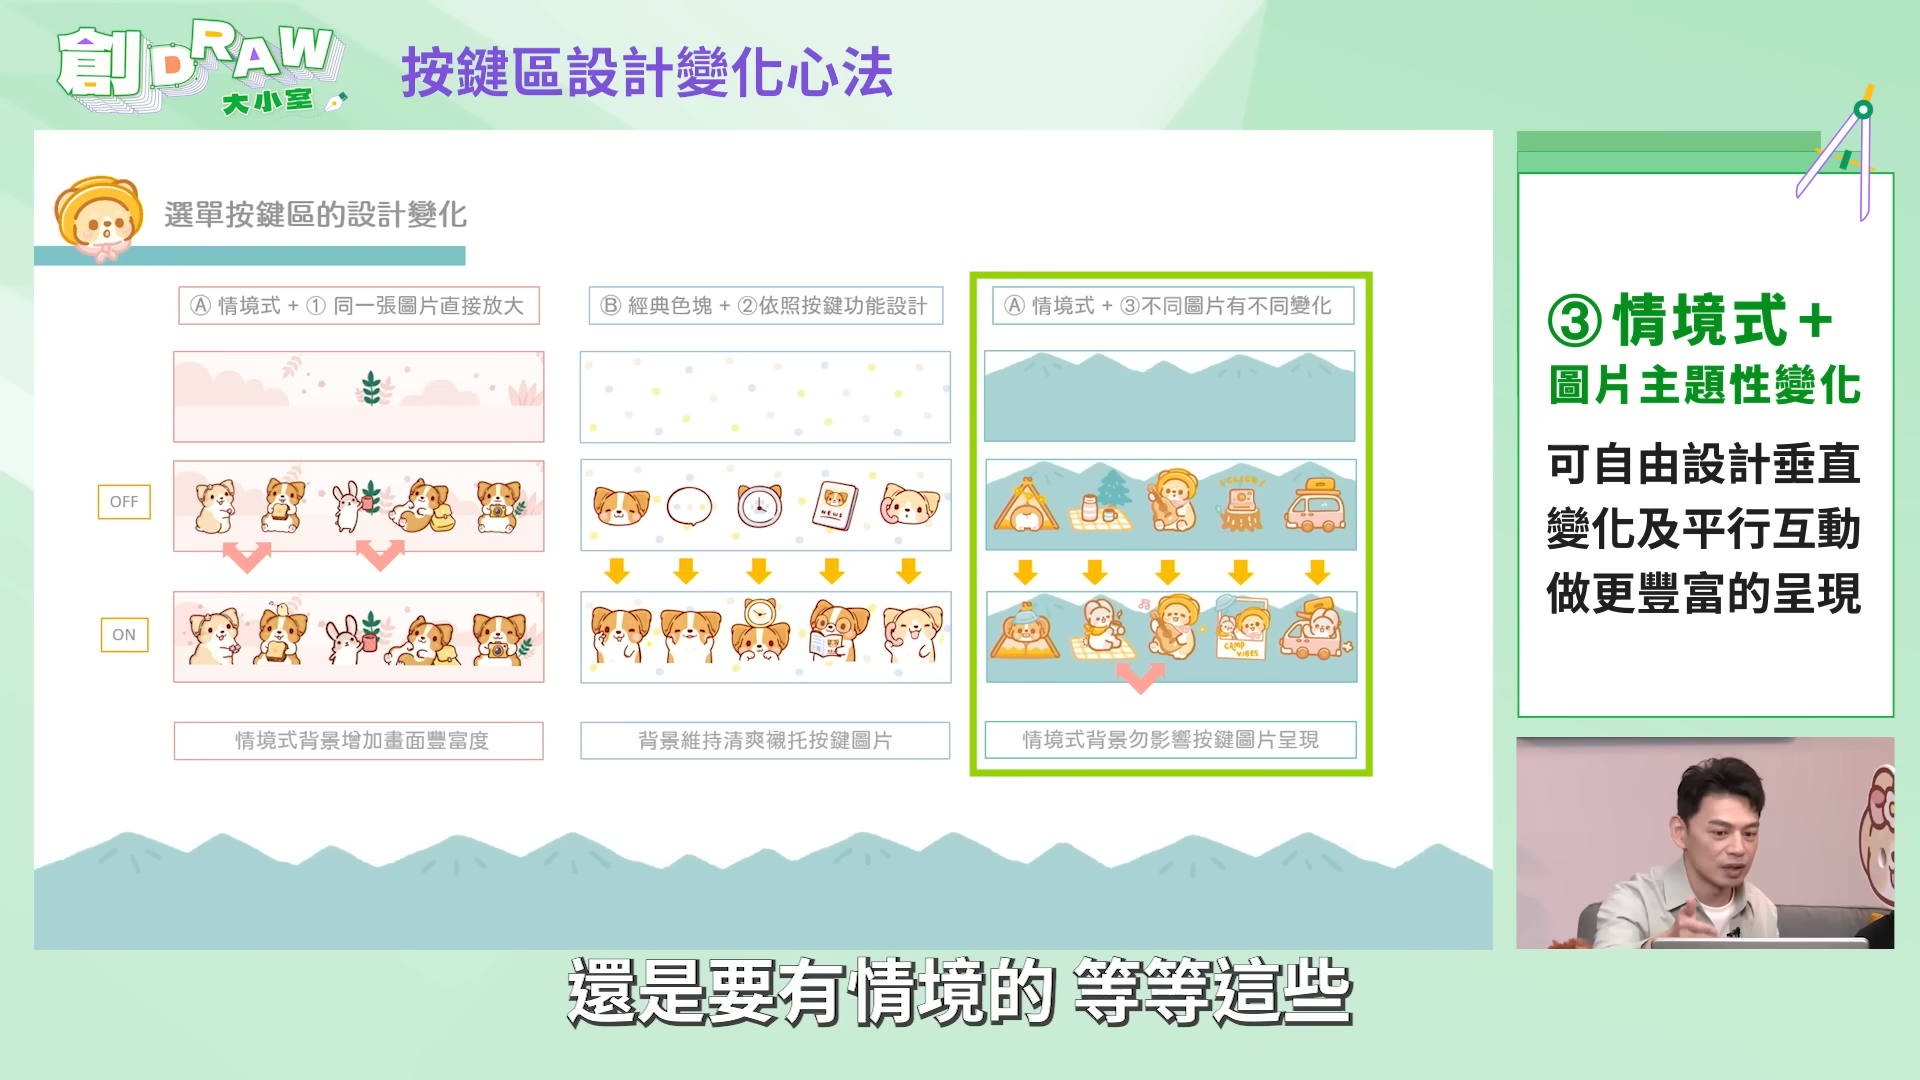 創DRAW
大小室
按鍵區設計變化心法
選單按鍵區的設計變化
Ⓐ 情境式 + ① 同一張圖片直接放大
Ⓑ 經典色塊 + ②依照按鍵功能設計
Ⓐ 情境式 + ③不同圖片有不同變化
OFF
NEWS
CLICK!
ON
CAMP
VIBES
情境式背景增加畫面豐富度
背景維持清爽襯托按鍵圖片
情境式背景勿影響按鍵圖片呈現
③情境式+
圖片主題性變化
可自由設計垂直
變化及平行互動
做更豐富的呈現
還是要有情境的 等等這些